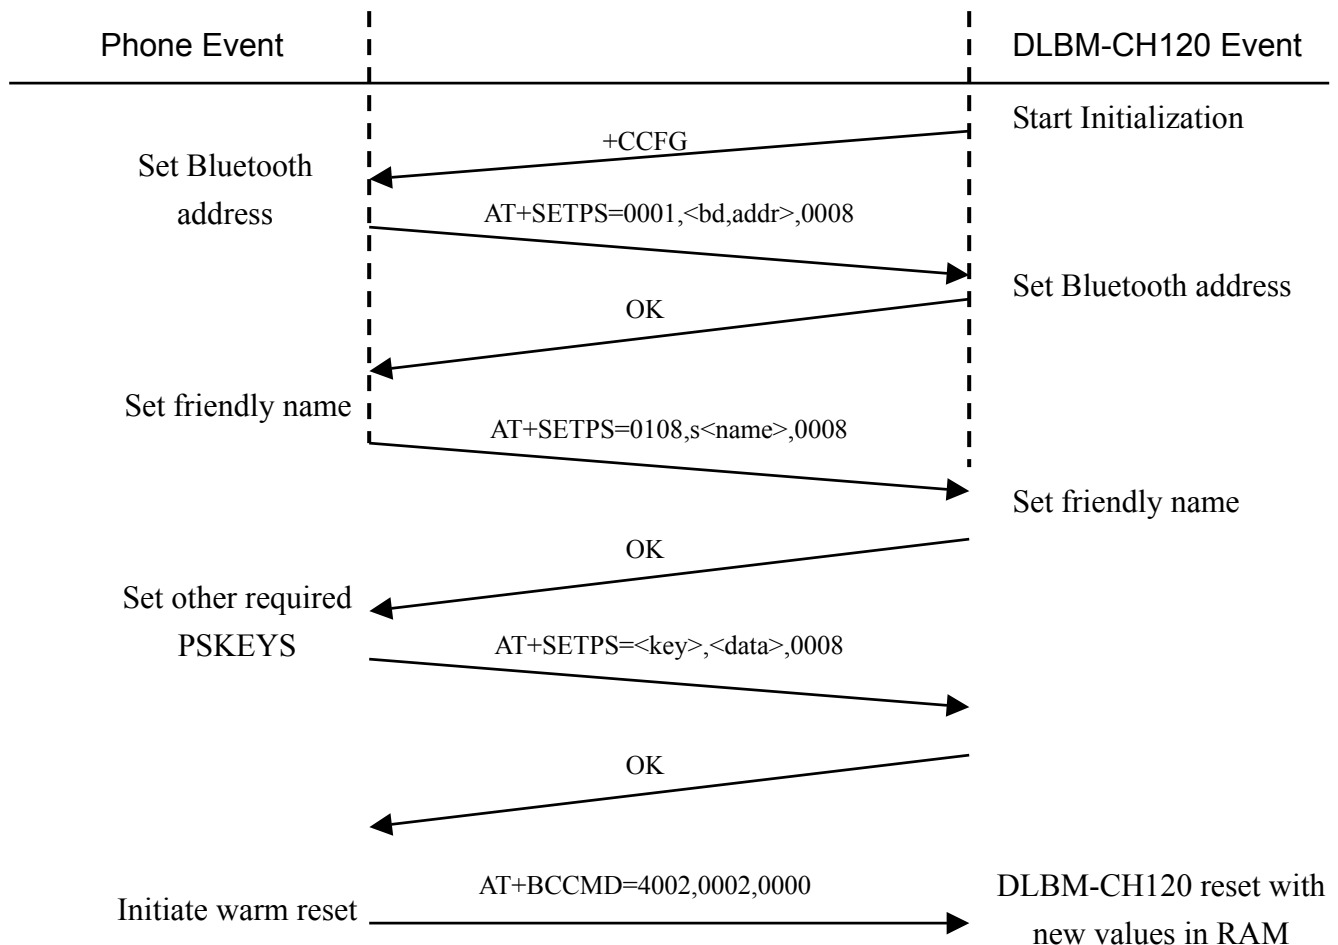 Phone Event
DLBM-CH120 Event
Start Initialization
+CCFG
Set Bluetooth
address
AT+SETPS=0001,<bd,addr>,0008
Set Bluetooth address
OK
Set friendly name
AT+SETPS=0108,s<name>,0008
Set friendly name
OK
Set other required
PSKEYS
AT+SETPS=<key>,<data>,0008
OK
AT+BCCMD=4002,0002,0000
Initiate warm reset
DLBM-CH120 reset with
new values in RAM